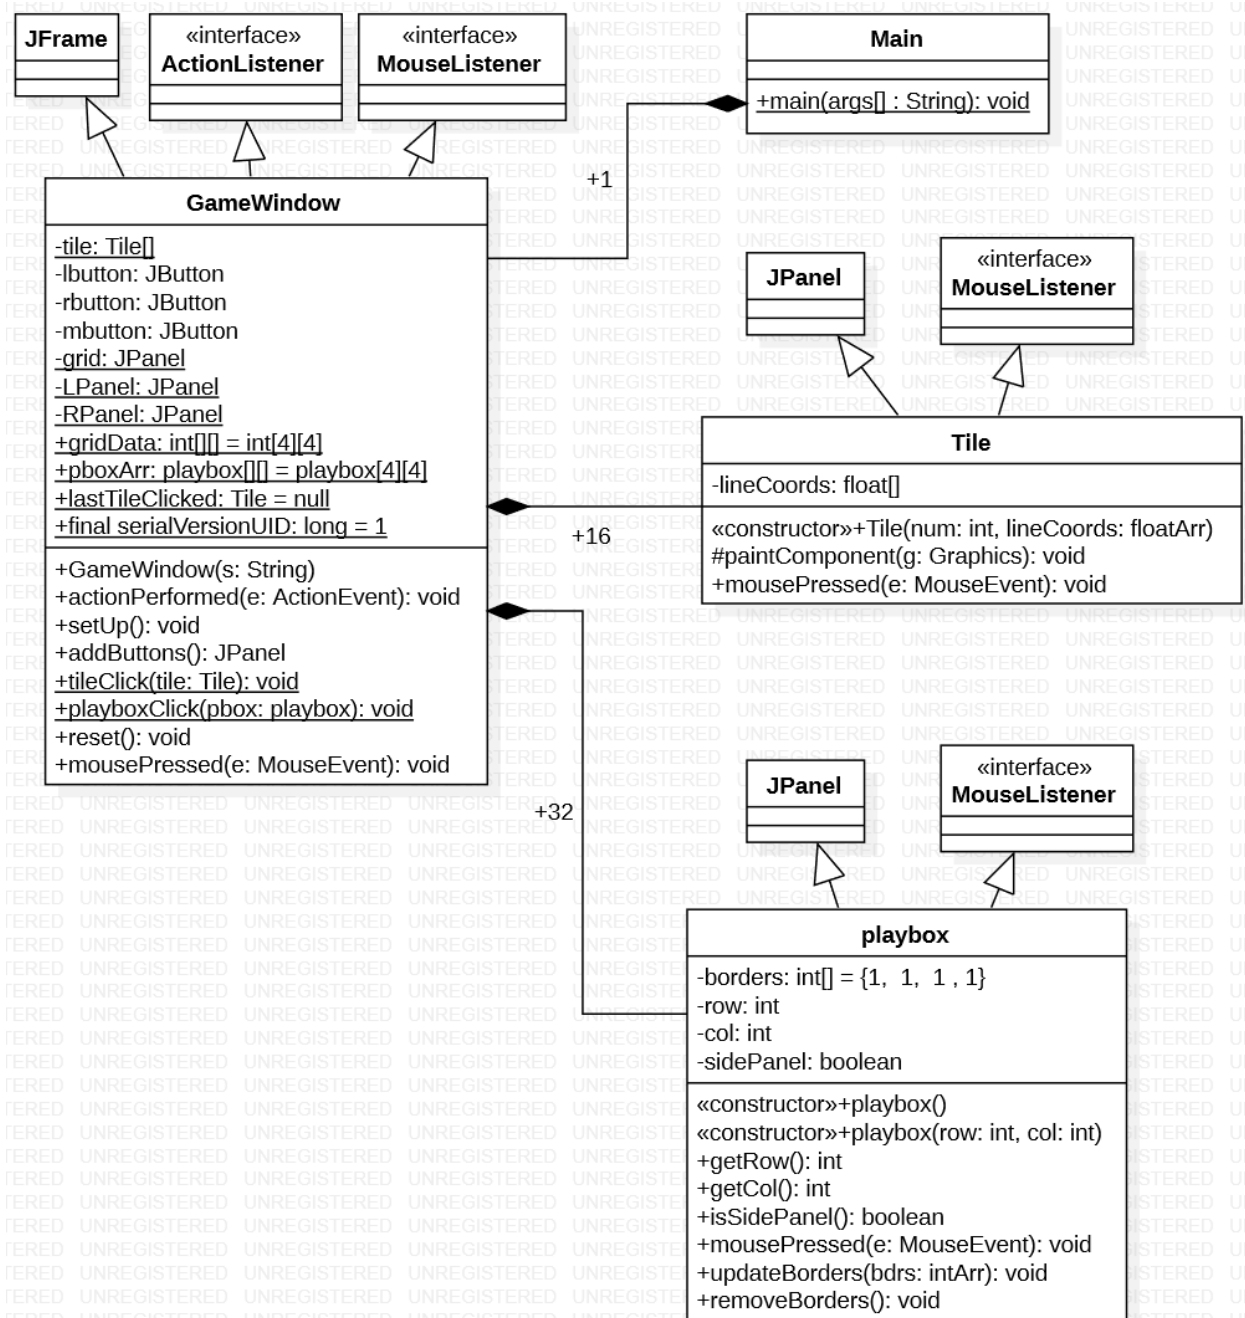 JFrame
«interface»
ActionListener
«interface»
MouseListener
Main
+main(args[] : String): void
+1
GameWindow
-tile: Tile[]
-lbutton: JButton
-rbutton: JButton
-mbutton: JButton
-grid: JPanel
-LPanel: JPanel
-RPanel: JPanel
+gridData: int[][] = int[4][4]
+pboxArr: playbox[][] = playbox[4][4]
+lastTileClicked: Tile = null
+final serialVersionUID: long = 1
+GameWindow(s: String)
+actionPerformed(e: ActionEvent): void
+setUp(): void
+addButtons(): JPanel
+tileClick(tile: Tile): void
+playboxClick(pbox: playbox): void
+reset(): void
+mousePressed(e: MouseEvent): void
JPanel
«interface»
MouseListener
Tile
-lineCoords: float[]
«constructor»+Tile(num: int, lineCoords: floatArr)
#paintComponent(g: Graphics): void
+mousePressed(e: MouseEvent): void
+16
+32
JPanel
«interface»
MouseListener
playbox
-borders: int[] = {1,  1,  1 , 1}
-row: int
-col: int
-sidePanel: boolean
«constructor»+playbox()
«constructor»+playbox(row: int, col: int)
+getRow(): int
+getCol(): int
+isSidePanel(): boolean
+mousePressed(e: MouseEvent): void
+updateBorders(bdrs: intArr): void
+removeBorders(): void
UNREGISTERED